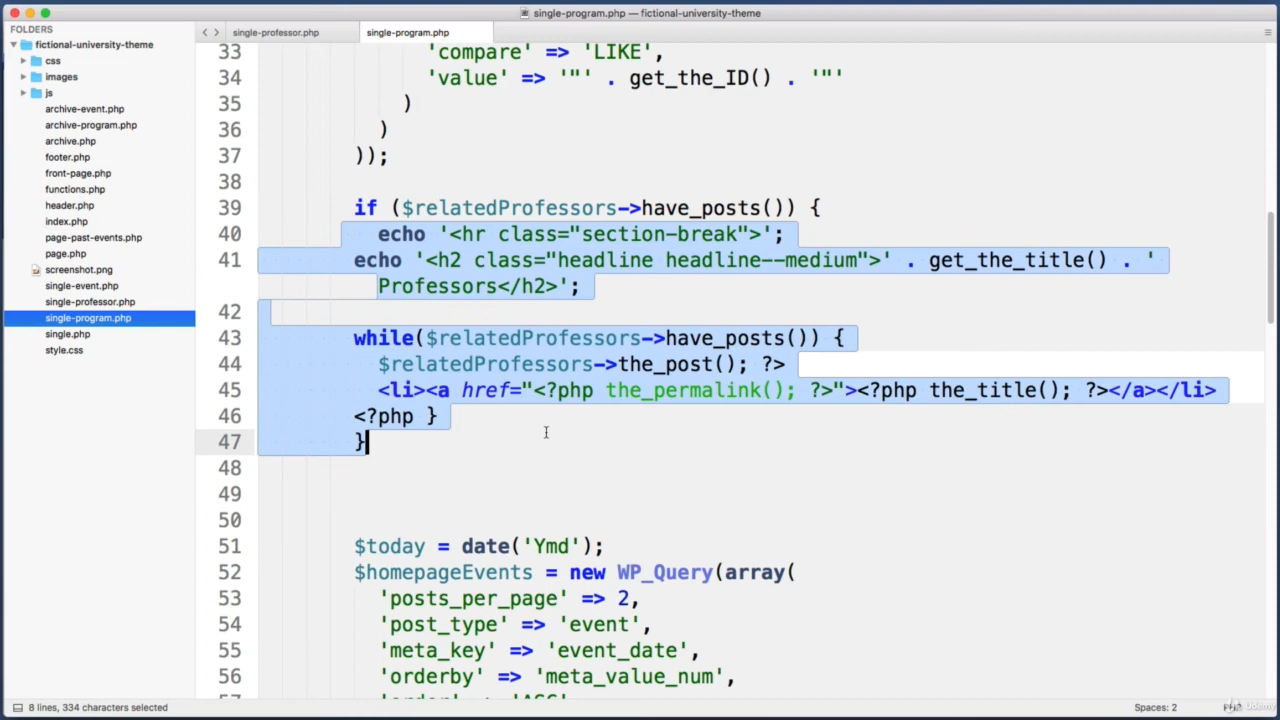 single-program.php — fictional-university-theme
FOLDERS
fictional-university-theme
css
images
js
archive-event.php
archive-program.php
archive.php
footer.php
front-page.php
functions.php
header.php
index.php
page-past-events.php
page.php
screenshot.png
single-event.php
single-professor.php
single-program.php
single.php
style.css
single-professor.php
single-program.php
33 'compare' => 'LIKE',
34 'value' => '"' . get_the_ID() . '"'
35 )
36 )
37 ));
38
39 if ($relatedProfessors->have_posts()) {
40 echo '<hr class="section-break">';
41 echo '<h2 class="headline headline--medium">' . get_the_title() . '
Professors</h2>';
42
43 while($relatedProfessors->have_posts()) {
44 $relatedProfessors->the_post(); ?>
45 <li><a href="<?php the_permalink(); ?>"><?php the_title(); ?></a></li>
46 <?php }
47 }
48
49
50
51 $today = date('Ymd');
52 $homepageEvents = new WP_Query(array(
53 'posts_per_page' => 2,
54 'post_type' => 'event',
55 'meta_key' => 'event_date',
56 'orderby' => 'meta_value_num',
8 lines, 334 characters selected
Spaces: 2
udemy